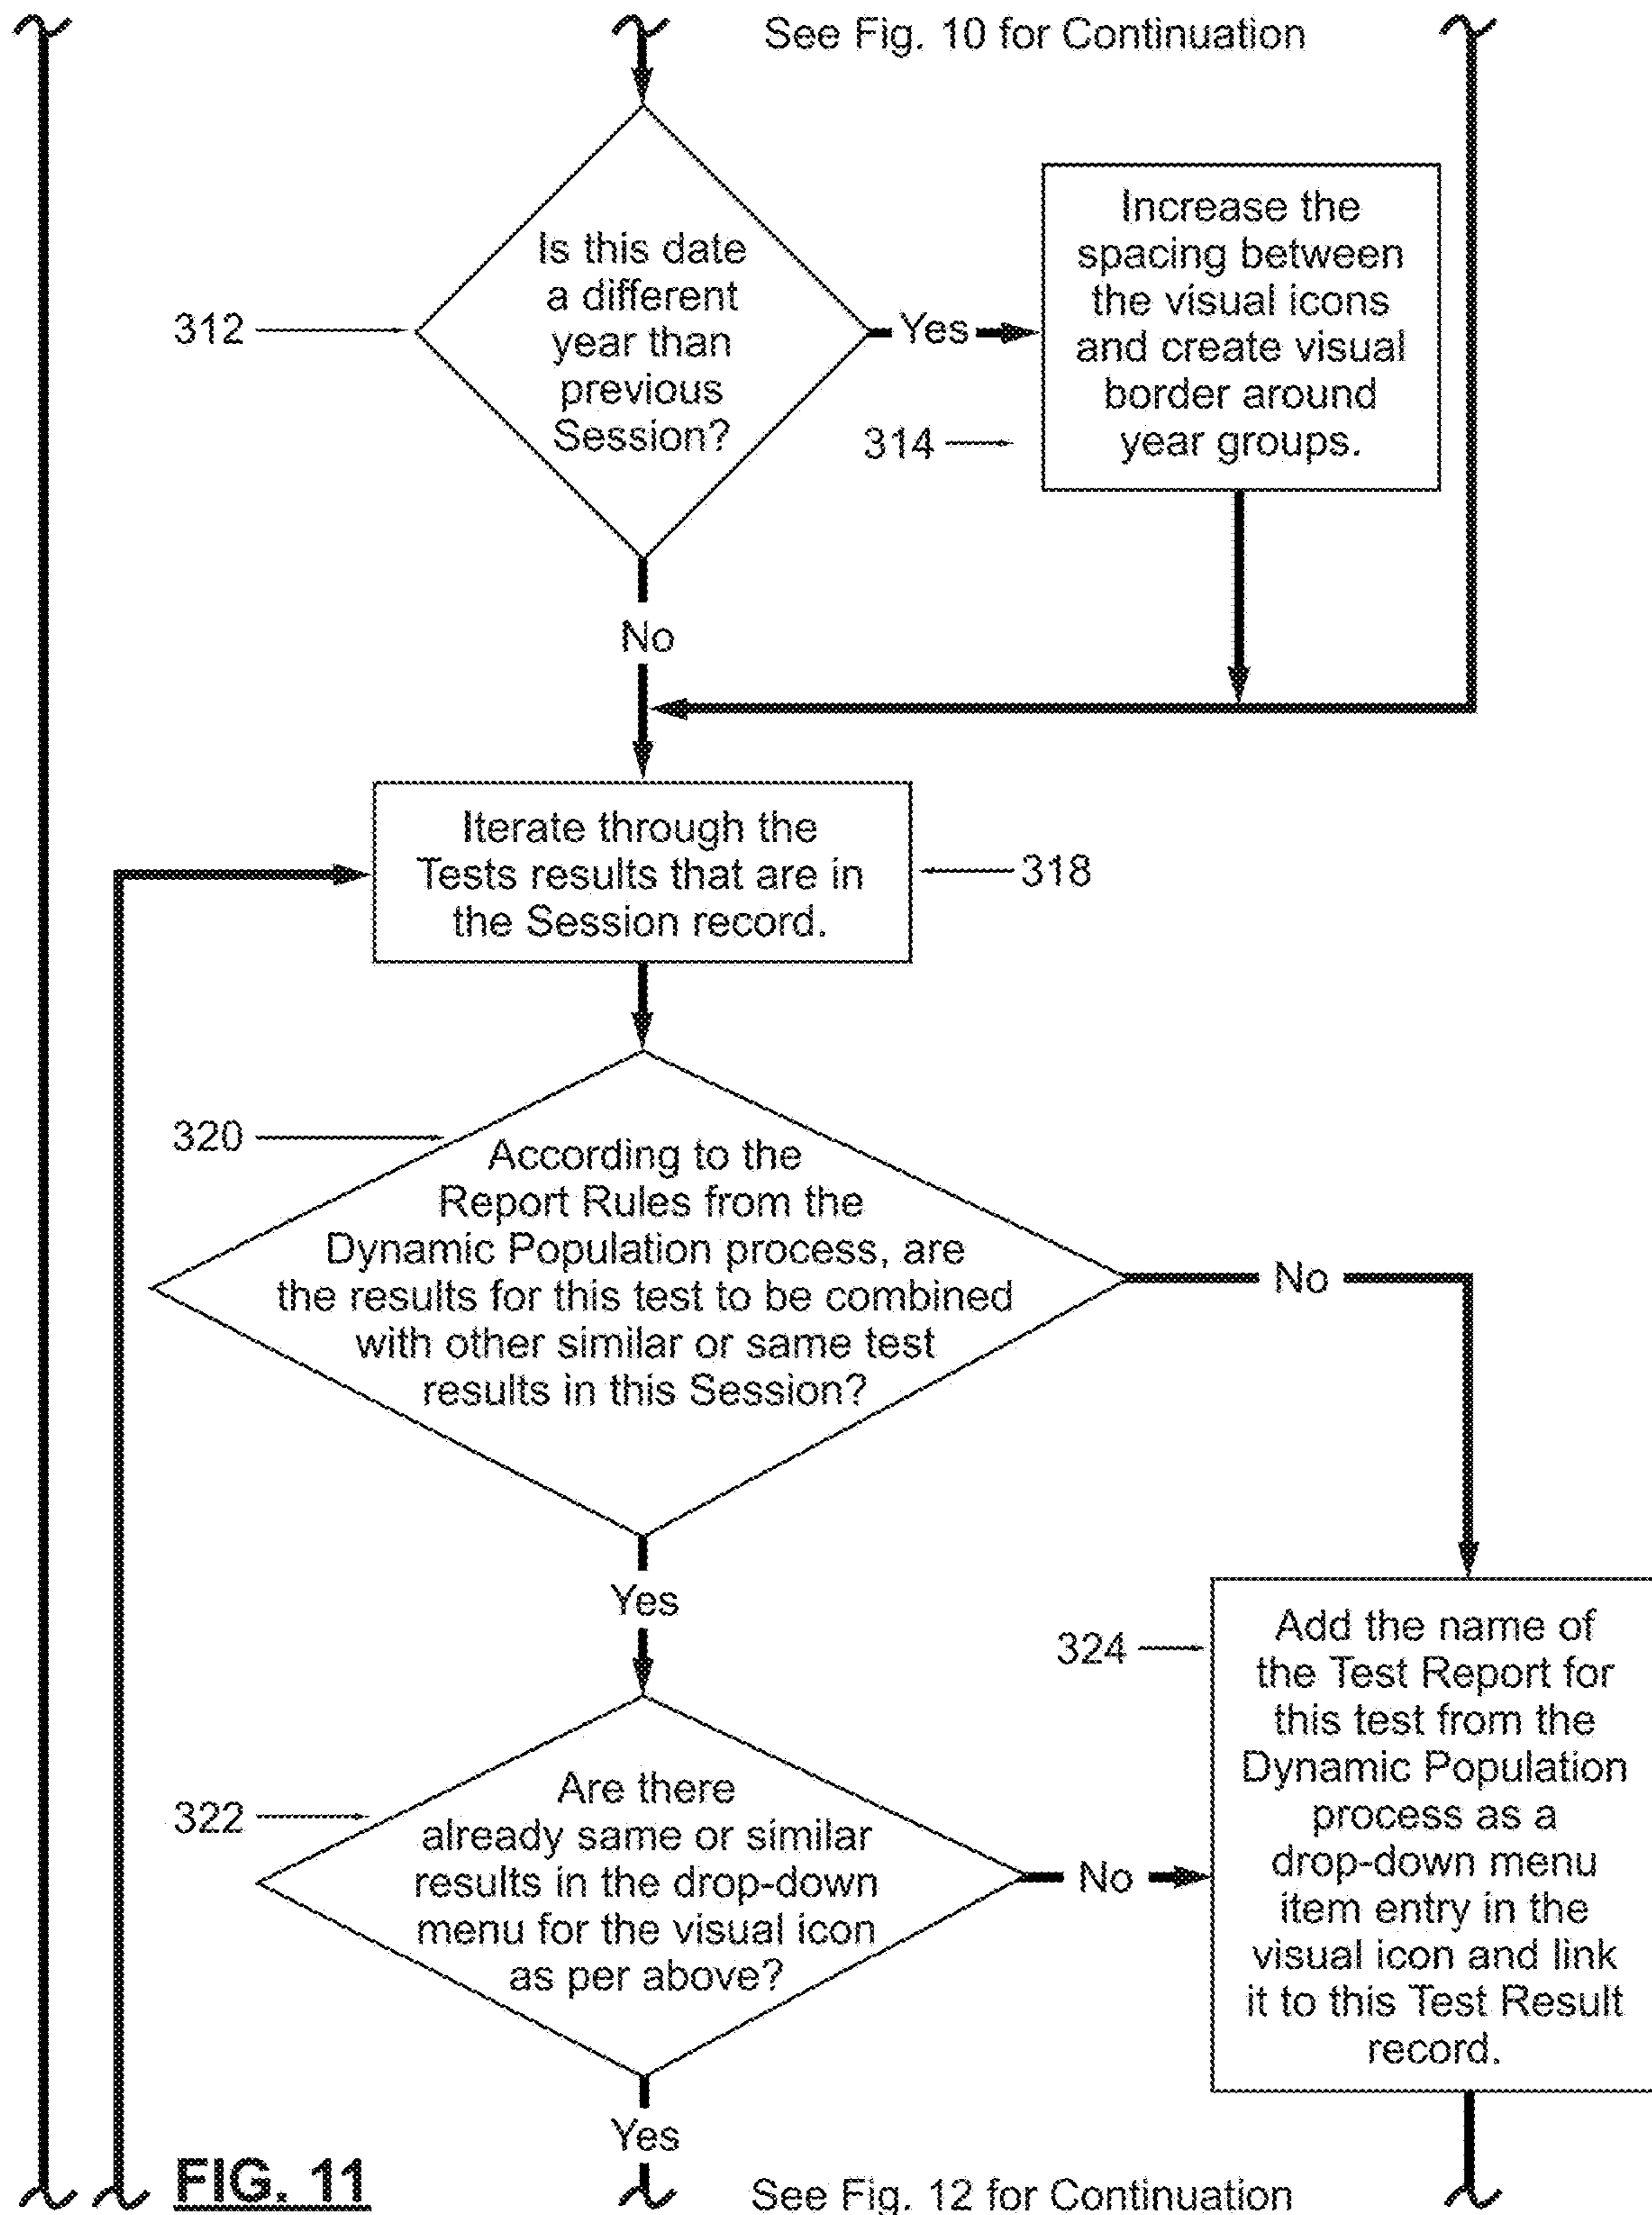 See Fig. 10 for Continuation
Is this date
a different
year than
previous
Session?
312
Yes
Increase the
spacing between
the visual icons
and create visual
border around
year groups.
314
No
Iterate through the
Tests results that are in
the Session record.
318
320
According to the
Report Rules from the
Dynamic Population process, are
the results for this test to be combined
with other similar or same test
results in this Session?
No
Yes
324
Add the name of
the Test Report for
this test from the
Dynamic Population
process as a
drop-down menu
item entry in the
visual icon and link
it to this Test Result
record.
322
Are there
already same or similar
results in the drop-down
menu for the visual icon
as per above?
No
Yes
FIG. 11
See Fig. 12 for Continuation